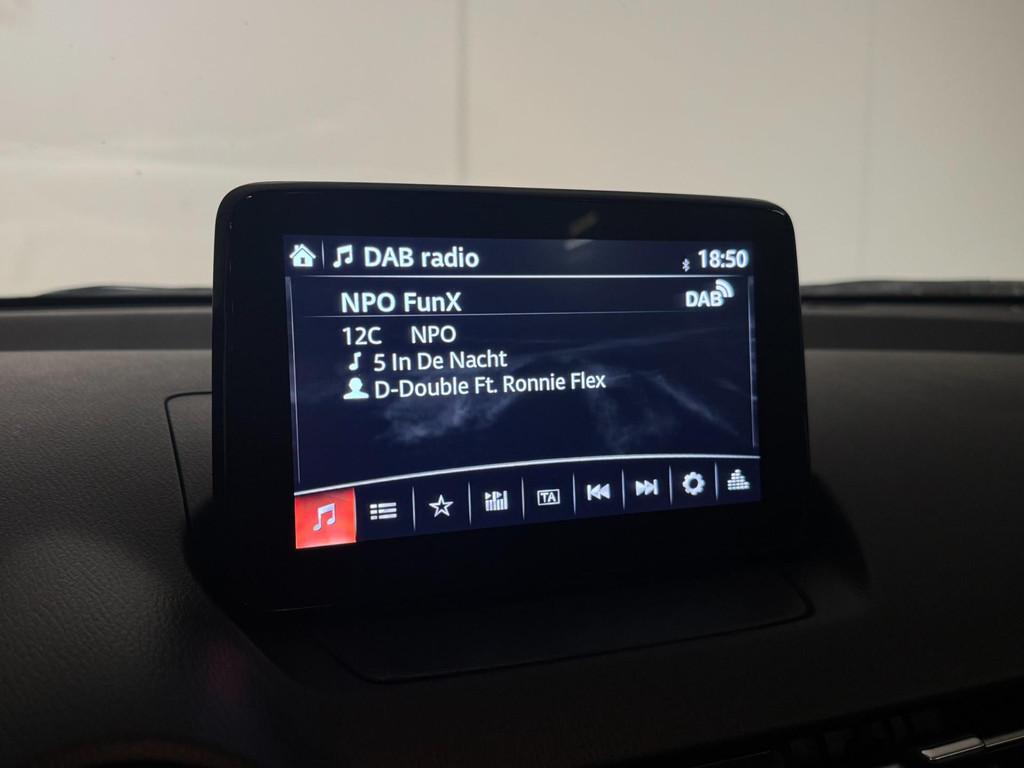 DAB radio 18:50
NPO FunX DAB
12C NPO
5 In De Nacht
D-Double Ft. Ronnie Flex
TA